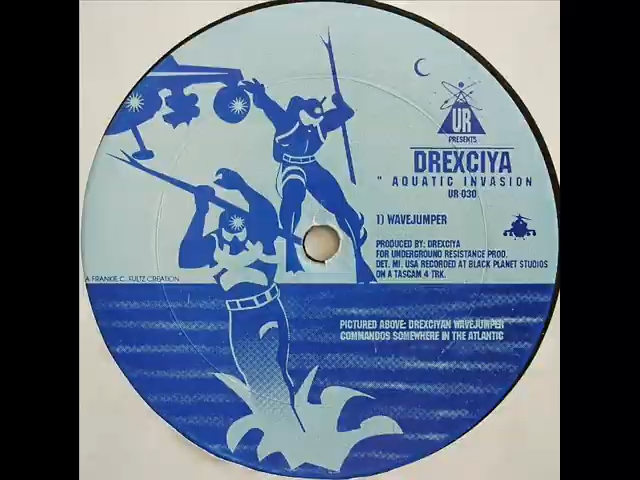 UR
PRESENTS
DREXCIYA
" AQUATIC INVASION
UR-030
1) WAVEJUMPER
PRODUCED BY: DREXCIYA
FOR UNDERGROUND RESISTANCE PROD.
DET. MI. USA RECORDED AT BLACK PLANET STUDIOS
ON A TASCAM 4 TRK.
A FRANKIE C. FULTZ CREATION
PICTURED ABOVE: DREXCIYAN WAVEJUMPER
COMMANDOS SOMEWHERE IN THE ATLANTIC